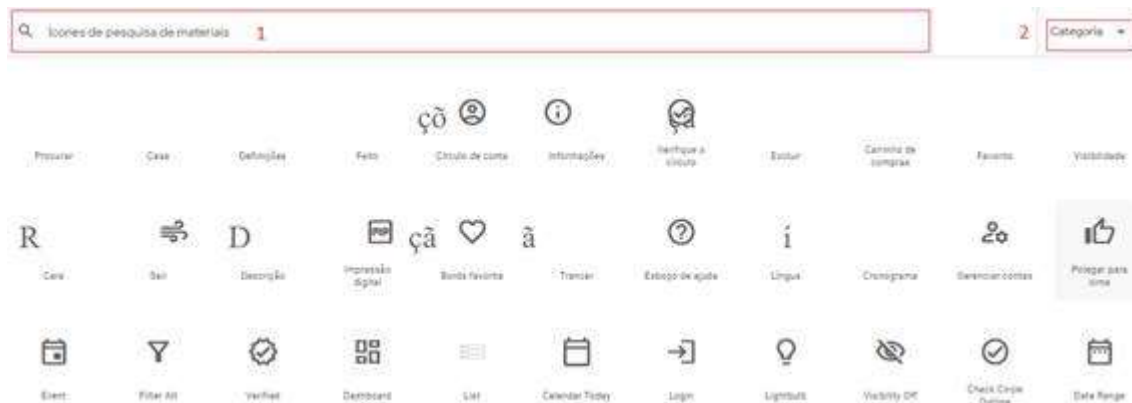 Ícones de pesquisa de materiais 1 2 Categoria
çõ çã
Procurar Casa Definições Feito Círculo de conta Informações Verifique o círculo Excluir Carrinho de compras Favorito Visibilidade
R D PHP çã ã í
Cara Sair Descrição Impressão digital Borda favorita Trancar Esboço de ajuda Língua Cronograma Gerenciar contas Polegar para cima
Event Filter Alt Verified Dashboard List Calendar Today Login Lightbulb Visibility Off Check Circle Outline Date Range